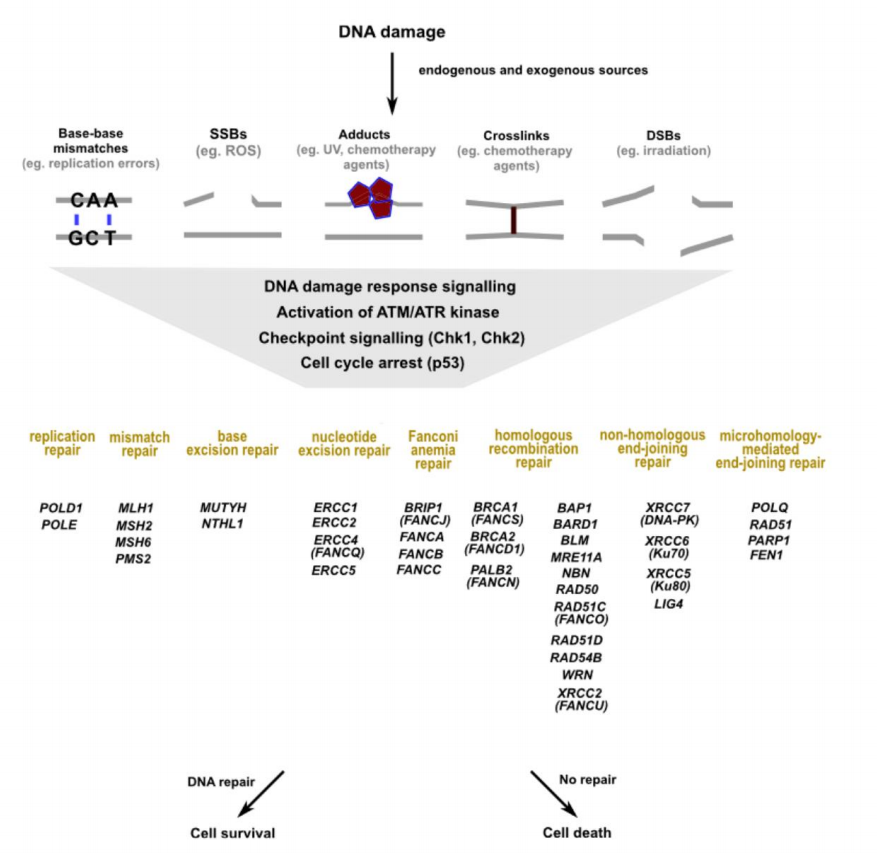 DNA damage
endogenous and exogenous sources
Base-base
mismatches
(eg. replication errors)
SSBs
(eg. ROS)
Adducts
(eg. UV, chemotherapy
agents)
Crosslinks
(eg. chemotherapy
agents)
DSBs
(eg. irradiation)
CAA
GCT
DNA damage response signalling
Activation of ATM/ATR kinase
Checkpoint signalling (Chk1, Chk2)
Cell cycle arrest (p53)
replication
repair
POLD1
POLE
mismatch
repair
MLH1
MSH2
MSH6
PMS2
base
excision repair
MUTYH
NTHL1
nucleotide
excision repair
ERCC1
ERCC2
ERCC4
(FANCQ)
ERCC5
Fanconi
anemia
repair
BRIP1
(FANCJ)
FANCA
FANCB
FANCC
homologous
recombination
repair
BRCA1
(FANCS)
BRCA2
(FANCD1)
PALB2
(FANCN)
BAP1
BARD1
BLM
MRE11A
NBN
RAD50
RAD51C
(FANCO)
RAD51D
RAD54B
WRN
XRCC2
(FANCU)
non-homologous
end-joining
repair
XRCC7
(DNA-PK)
XRCC6
(Ku70)
XRCC5
(Ku80)
LIG4
microhomology-
mediated
end-joining repair
POLQ
RAD51
PARP1
FEN1
DNA repair
Cell survival
No repair
Cell death